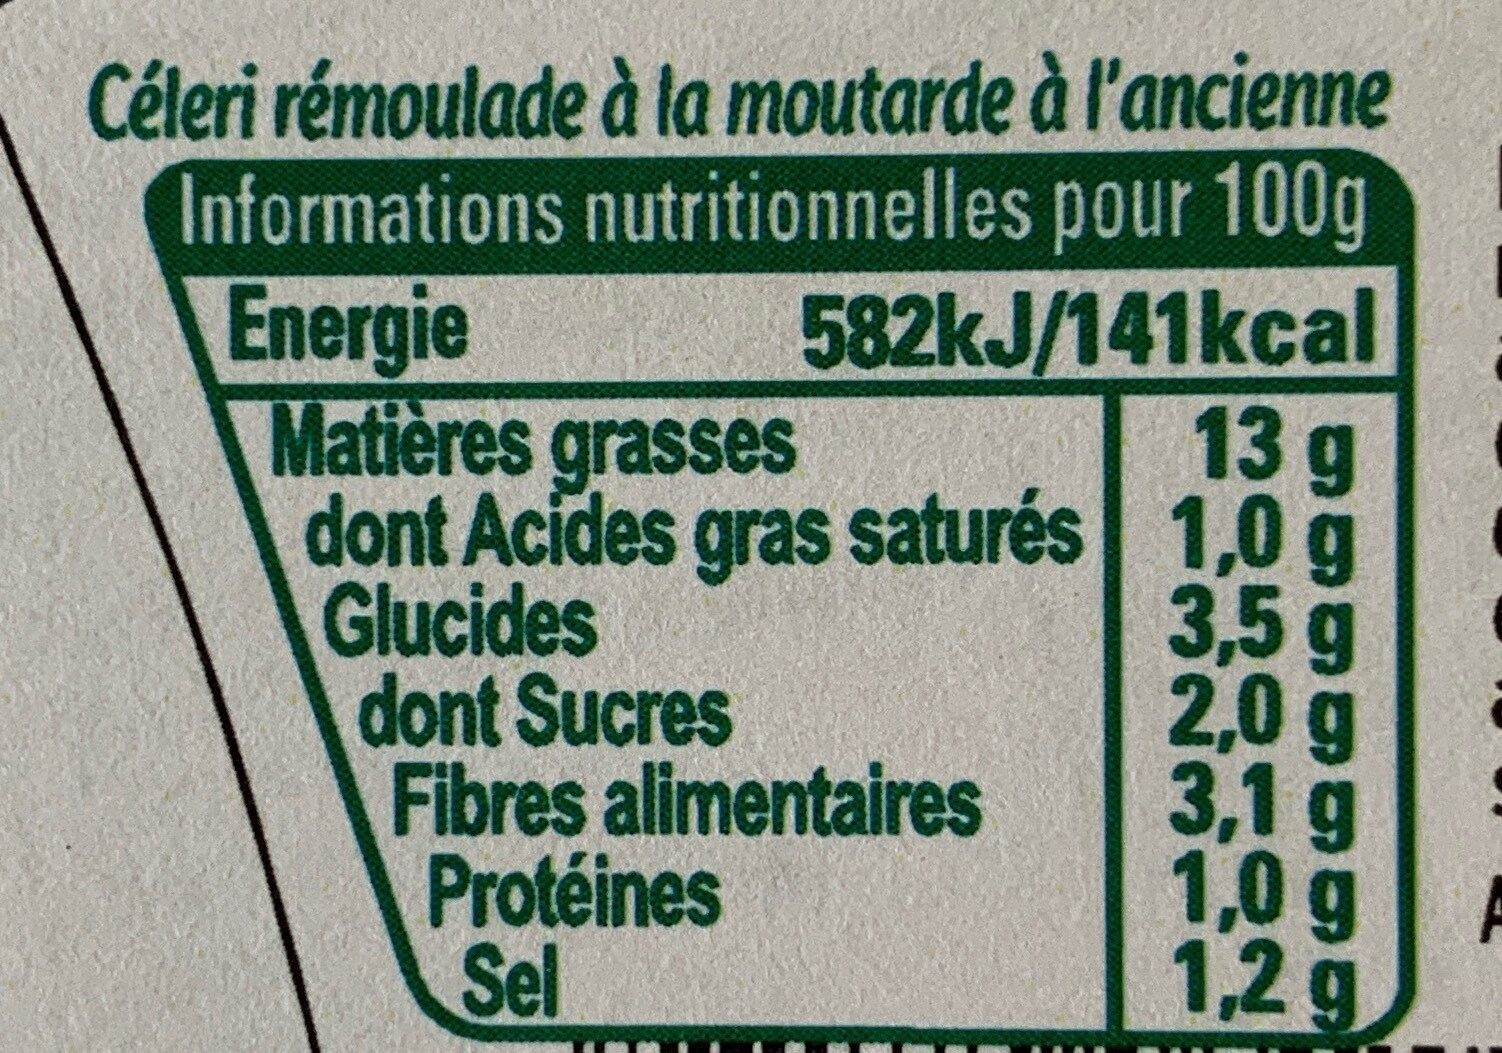 Céleri rémoulade à la moutarde à l'ancienne
Informations nutritionnelles pour 100g
Energie 582kJ/141kcal
Matières grasses 13 g
dont Acides gras saturés 1,0 g
Glucides 3,5 g
dont Sucres 2,0 g
Fibres alimentaires 3,1 g
Protéines 1,0 g
Sel 1,2 g